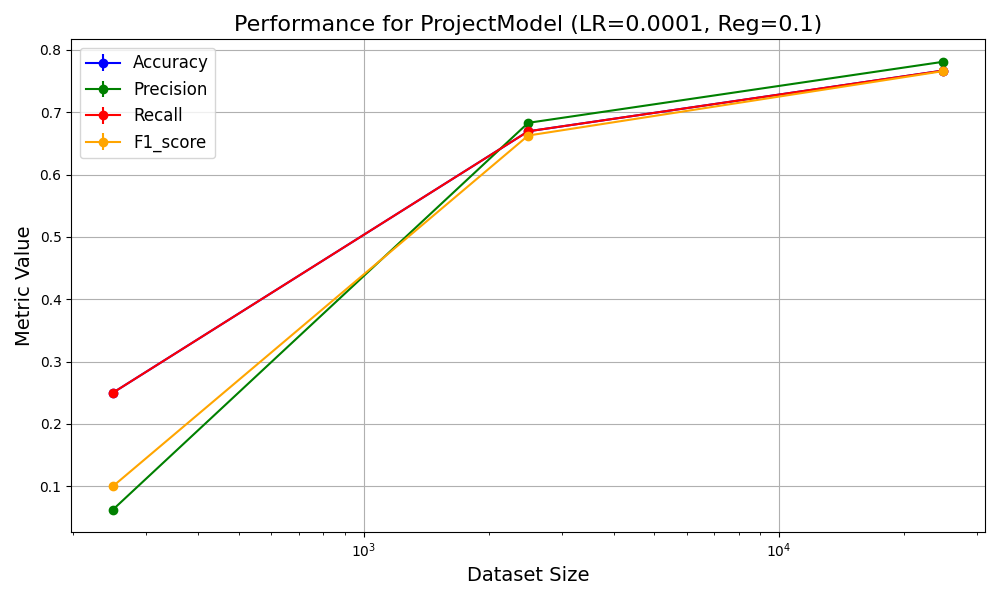 Performance for ProjectModel (LR=0.0001, Reg=0.1)
Accuracy
Precision
Recall
F1_score
Metric Value
0.8
0.7
0.6
0.5
0.4
0.3
0.2
0.1
10³
10⁴
Dataset Size